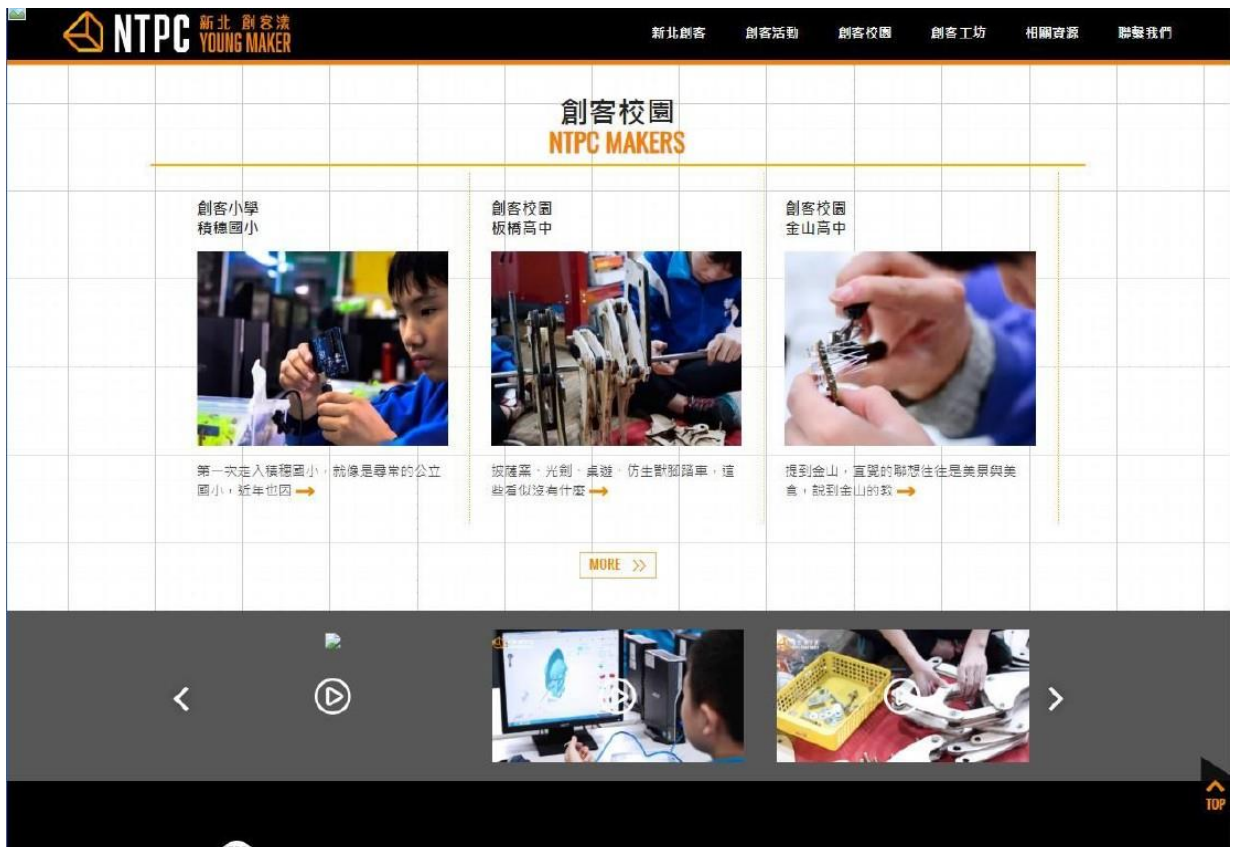 NTPC 新北 創客漾
YOUNG MAKER
新北創客 創客活動 創客校園 創客工坊 相關資源 聯繫我們
創客校園
NTPC MAKERS
創客小學
積穗國小
第一次走入積穗國小，就像是尋常的公立
國小，近年也因
創客校園
板橋高中
披薩窯、光劍、桌遊、仿生獸腳踏車，這
些看似沒有什麼
創客校園
金山高中
提到金山，直覺的聯想往往是美景與美
食，說到金山的教
MORE
TOP